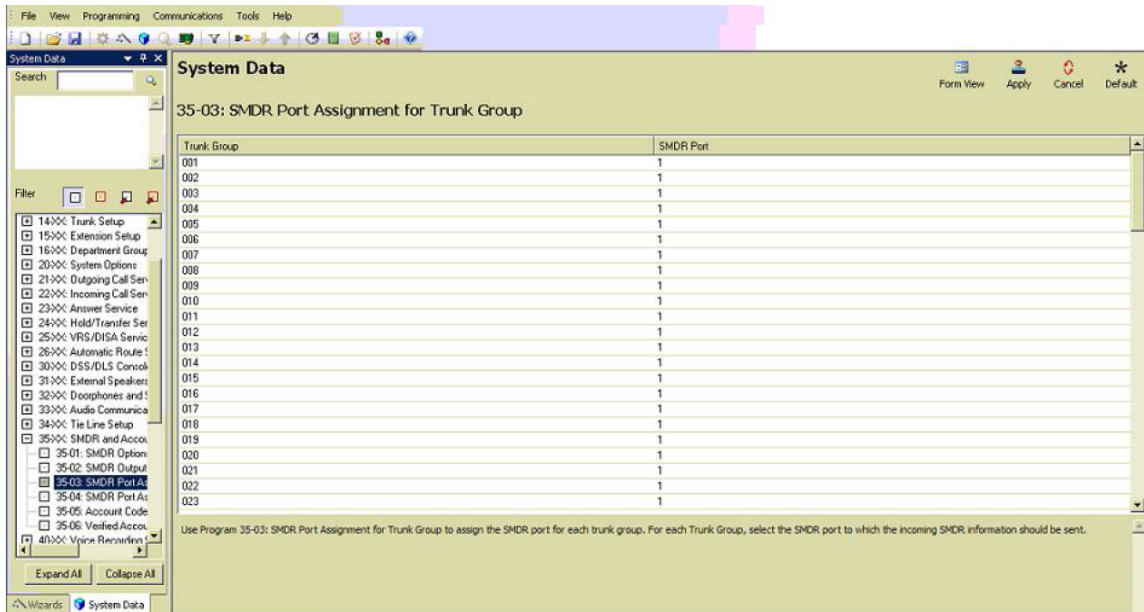 File View Programming Communications Tools Help
System Data
Search
Filter
14-XX: Trunk Setup
15-XX: Extension Setup
16-XX: Department Group
20-XX: System Options
21-XX: Outgoing Call Ser
22-XX: Incoming Call Ser
23-XX: Answer Service
24-XX: Hold/Transfer Ser
25-XX: VRS/DISA Servic
26-XX: Automatic Route S
30-XX: DSS/DLS Consol
31-XX: External Speakers
32-XX: Doorphones and S
33-XX: Audio Communica
34-XX: Tie Line Setup
35-XX: SMDR and Accou
35-01: SMDR Option
35-02: SMDR Output
35-03: SMDR Port As
35-04: SMDR Port As
35-05: Account Code
35-06: Verified Accou
40-XX: Voice Recording S
Expand All Collapse All
Wizards System Data
System Data
Form View Apply Cancel Default
35-03: SMDR Port Assignment for Trunk Group
Trunk Group SMDR Port
001 1
002 1
003 1
004 1
005 1
006 1
007 1
008 1
009 1
010 1
011 1
012 1
013 1
014 1
015 1
016 1
017 1
018 1
019 1
020 1
021 1
022 1
023 1
Use Program 35-03: SMDR Port Assignment for Trunk Group to assign the SMDR port for each trunk group. For each Trunk Group, select the SMDR port to which the incoming SMDR information should be sent.